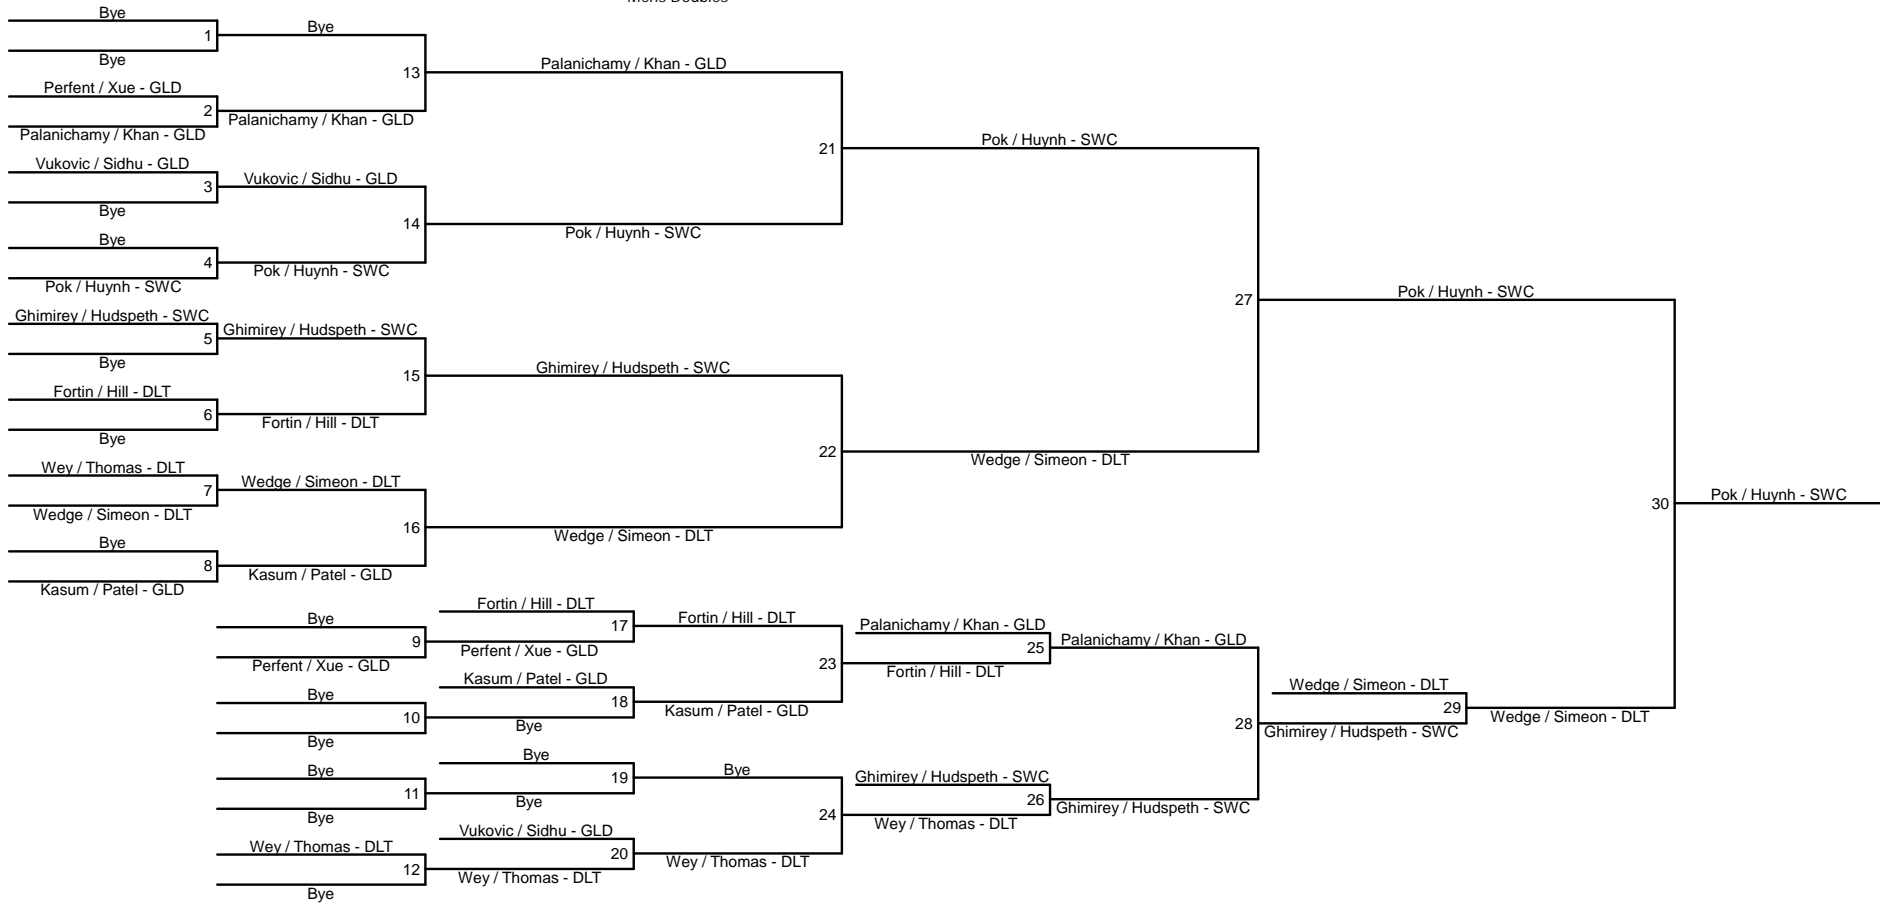 Mens Doubles
Bye
1
Bye
Bye
Perfent / Xue - GLD
2
Palanichamy / Khan - GLD
Palanichamy / Khan - GLD
13
Palanichamy / Khan - GLD
Vukovic / Sidhu - GLD
3
Vukovic / Sidhu - GLD
Bye
Bye
4
Pok / Huynh - SWC
Pok / Huynh - SWC
14
Pok / Huynh - SWC
21
Pok / Huynh - SWC
Ghimirey / Hudspeth - SWC
5
Ghimirey / Hudspeth - SWC
Bye
Fortin / Hill - DLT
6
Fortin / Hill - DLT
Bye
15
Ghimirey / Hudspeth - SWC
Wey / Thomas - DLT
7
Wedge / Simeon - DLT
Wedge / Simeon - DLT
Bye
8
Kasum / Patel - GLD
Kasum / Patel - GLD
16
Wedge / Simeon - DLT
22
Wedge / Simeon - DLT
27
Pok / Huynh - SWC
Bye
9
Perfent / Xue - GLD
Fortin / Hill - DLT
17
Perfent / Xue - GLD
Fortin / Hill - DLT
Bye
10
Bye
Kasum / Patel - GLD
18
Bye
Kasum / Patel - GLD
23
Palanichamy / Khan - GLD
25
Fortin / Hill - DLT
Palanichamy / Khan - GLD
Bye
11
Bye
Bye
19
Bye
Bye
Wey / Thomas - DLT
12
Bye
Vukovic / Sidhu - GLD
20
Wey / Thomas - DLT
Wey / Thomas - DLT
24
Ghimirey / Hudspeth - SWC
26
Wey / Thomas - DLT
Ghimirey / Hudspeth - SWC
28
Wedge / Simeon - DLT
29
Ghimirey / Hudspeth - SWC
Wedge / Simeon - DLT
30
Pok / Huynh - SWC